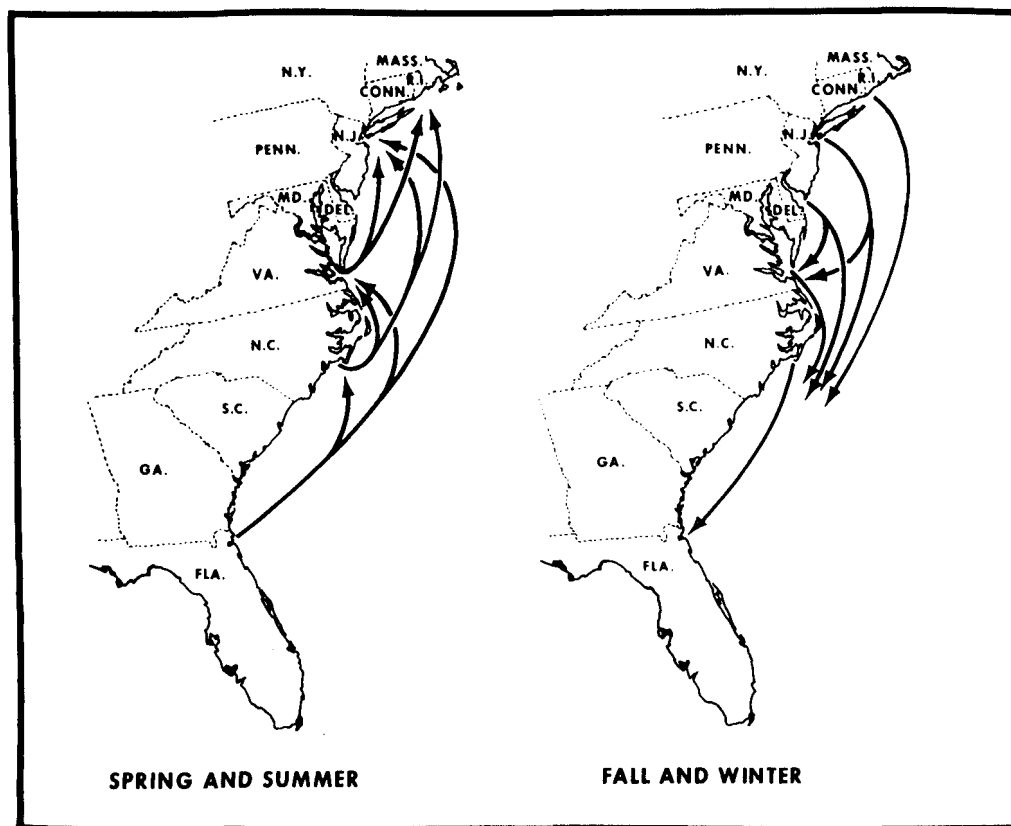 MASS.
N.Y.
R.I.
CONN.
N.J.
PENN.
MD.
DEL.
VA.
N.C.
S.C.
GA.
FLA.
SPRING AND SUMMER
MASS.
N.Y.
R.I.
CONN.
N.J.
PENN.
MD.
DEL.
VA.
N.C.
S.C.
GA.
FLA.
FALL AND WINTER